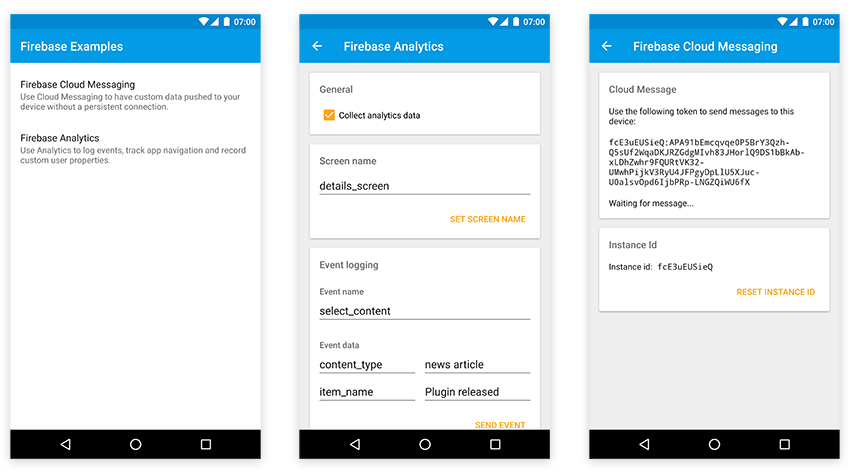 07:00
Firebase Examples
Firebase Cloud Messaging
Use Cloud Messaging to have custom data pushed to your
device without a persistent connection.
Firebase Analytics
Use Analytics to log events, track app navigation and record
custom user properties.
07:00
Firebase Analytics
General
Collect analytics data
Screen name
details_screen
SET SCREEN NAME
Event logging
Event name
select_content
Event data
content_type news article
item_name Plugin released
SEND EVENT
07:00
Firebase Cloud Messaging
Cloud Message
Use the following token to send messages to this
device:
fcE3uEUSieQ:APA91bEmcqvqe0P5BrY3Qzh-
Q5sUf2WqaDKJRZGdgMIvh83JHorlQ9DS1bBkAb-
xLDhZwhr9FQURtVK32-
UMwhPijkV3RyU4JFPgyDpLlU5XJuc-
U0alsvOpd6IjbPRp-LNGZQiWU6fX
Waiting for message...
Instance Id
Instance id: fcE3uEUSieQ
RESET INSTANCE ID